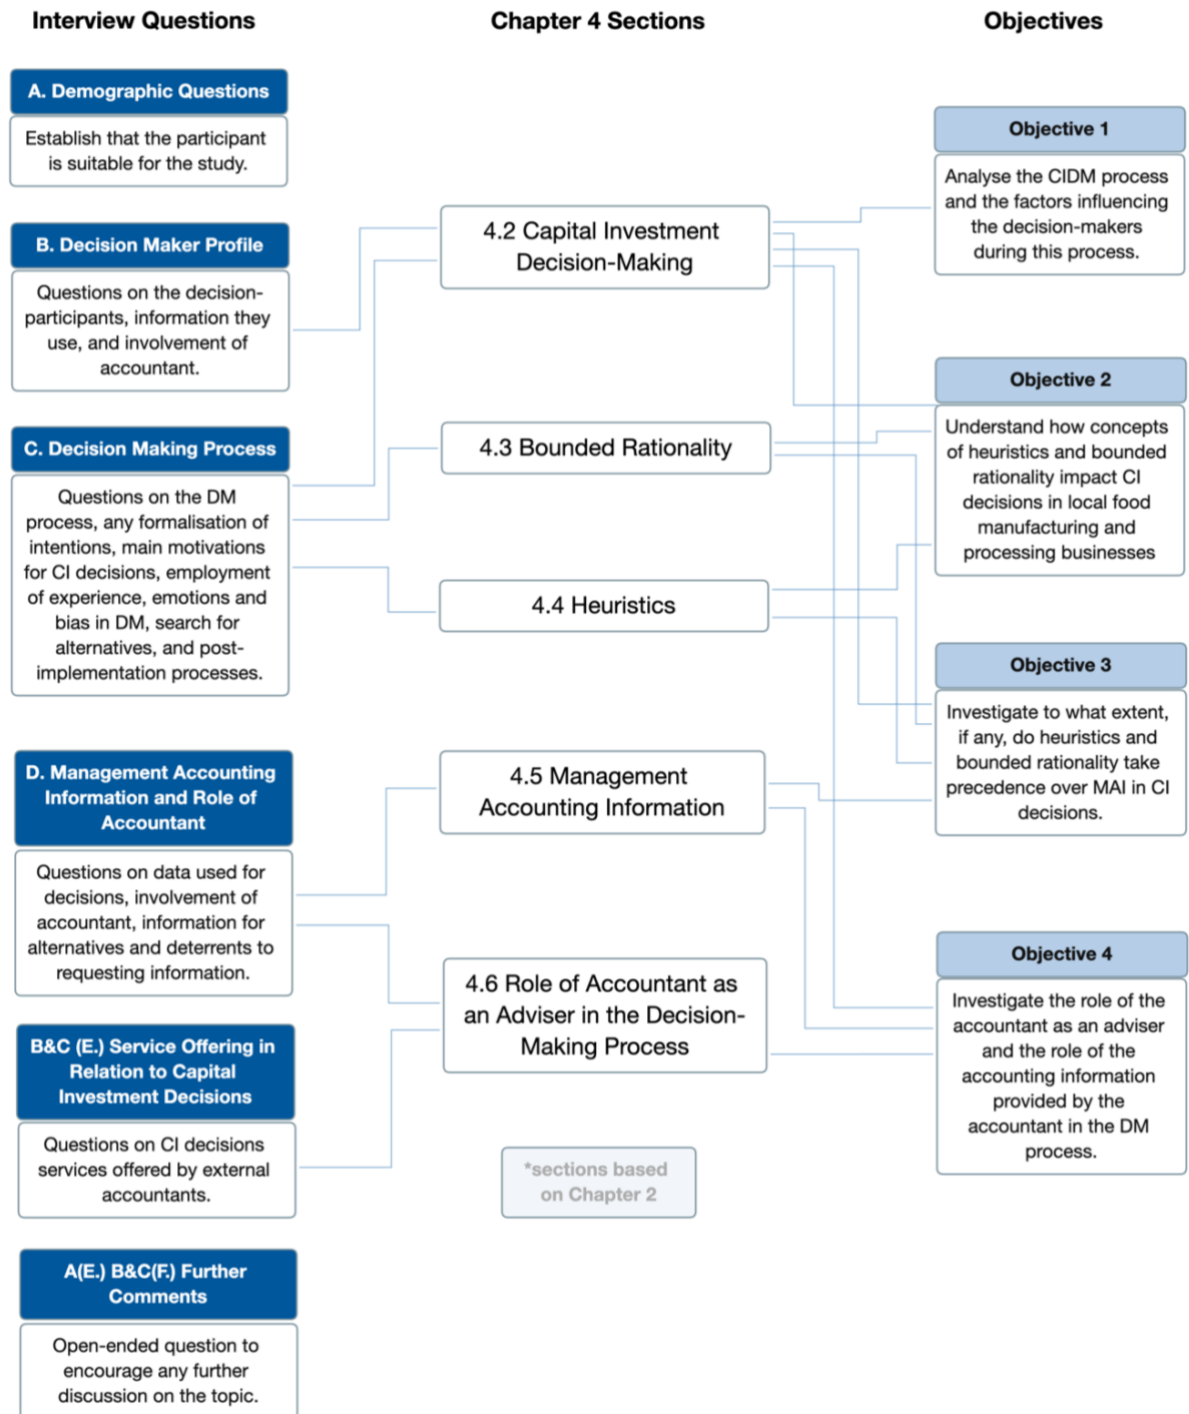 Interview Questions
Chapter 4 Sections
Objectives
A. Demographic Questions
Establish that the participant
is suitable for the study.
B. Decision Maker Profile
Questions on the decision-
participants, information they
use, and involvement of
accountant.
C. Decision Making Process
Questions on the DM
process, any formalisation of
intentions, main motivations
for CI decisions, employment
of experience, emotions and
bias in DM, search for
alternatives, and post-
implementation processes.
D. Management Accounting
Information and Role of
Accountant
Questions on data used for
decisions, involvement of
accountant, information for
alternatives and deterrents to
requesting information.
B&C (E.) Service Offering in
Relation to Capital
Investment Decisions
Questions on CI decisions
services offered by external
accountants.
A(E.) B&C(F.) Further
Comments
Open-ended question to
encourage any further
discussion on the topic.
4.2 Capital Investment
Decision-Making
4.3 Bounded Rationality
4.4 Heuristics
4.5 Management
Accounting Information
4.6 Role of Accountant as
an Adviser in the Decision-
Making Process
*sections based
on Chapter 2
Objective 1
Analyse the CIDM process
and the factors influencing
the decision-makers
during this process.
Objective 2
Understand how concepts
of heuristics and bounded
rationality impact CI
decisions in local food
manufacturing and
processing businesses
Objective 3
Investigate to what extent,
if any, do heuristics and
bounded rationality take
precedence over MAI in CI
decisions.
Objective 4
Investigate the role of the
accountant as an adviser
and the role of the
accounting information
provided by the
accountant in the DM
process.